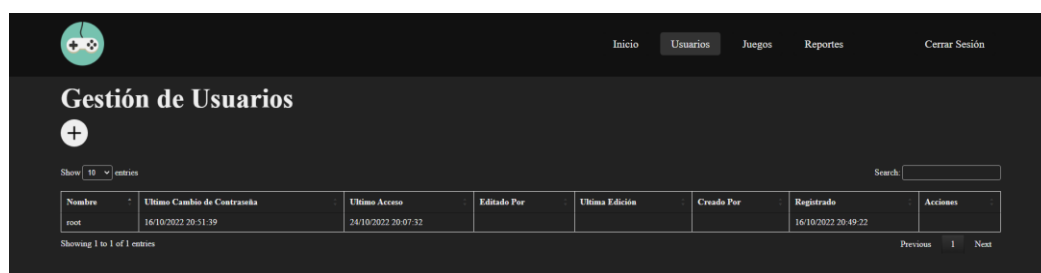 Inicio Usuarios Juegos Reportes Cerrar Sesión
Gestión de Usuarios
Show 10 entries Search:
Nombre Ultimo Cambio de Contraseña Ultimo Acceso Editado Por Ultima Edición Creado Por Registrado Acciones
root 16/10/2022 20:51:39 24/10/2022 20:07:32 16/10/2022 20:49:22
Showing 1 to 1 of 1 entries Previous 1 Next